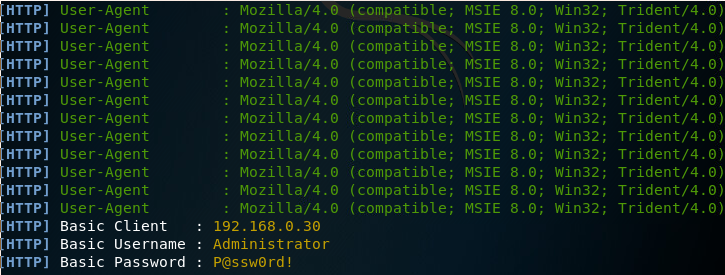 [HTTP] User-Agent : Mozilla/4.0 (compatible; MSIE 8.0; Win32; Trident/4.0)
[HTTP] User-Agent : Mozilla/4.0 (compatible; MSIE 8.0; Win32; Trident/4.0)
[HTTP] User-Agent : Mozilla/4.0 (compatible; MSIE 8.0; Win32; Trident/4.0)
[HTTP] User-Agent : Mozilla/4.0 (compatible; MSIE 8.0; Win32; Trident/4.0)
[HTTP] User-Agent : Mozilla/4.0 (compatible; MSIE 8.0; Win32; Trident/4.0)
[HTTP] User-Agent : Mozilla/4.0 (compatible; MSIE 8.0; Win32; Trident/4.0)
[HTTP] User-Agent : Mozilla/4.0 (compatible; MSIE 8.0; Win32; Trident/4.0)
[HTTP] User-Agent : Mozilla/4.0 (compatible; MSIE 8.0; Win32; Trident/4.0)
[HTTP] User-Agent : Mozilla/4.0 (compatible; MSIE 8.0; Win32; Trident/4.0)
[HTTP] User-Agent : Mozilla/4.0 (compatible; MSIE 8.0; Win32; Trident/4.0)
[HTTP] User-Agent : Mozilla/4.0 (compatible; MSIE 8.0; Win32; Trident/4.0)
[HTTP] User-Agent : Mozilla/4.0 (compatible; MSIE 8.0; Win32; Trident/4.0)
[HTTP] Basic Client : 192.168.0.30
[HTTP] Basic Username : Administrator
[HTTP] Basic Password : P@ssw0rd!